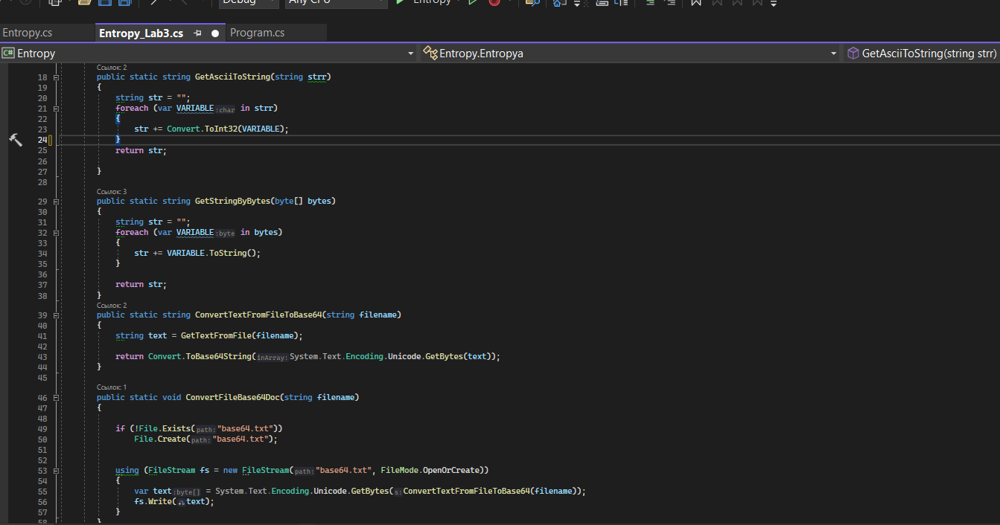 Debug Any CPU Entropy
Entropy.cs Entropy_Lab3.cs Program.cs
C# Entropy Entropy.Entropya GetAsciiToString(string strr)
Ссылок: 2
18 public static string GetAsciiToString(string strr)
19 {
20 string str = "";
21 foreach (var VARIABLE :char in strr)
22 {
23 str += Convert.ToInt32(VARIABLE);
24 }
25 return str;
26
27 }
28
Ссылок: 3
29 public static string GetStringByBytes(byte[] bytes)
30 {
31 string str = "";
32 foreach (var VARIABLE :byte in bytes)
33 {
34 str += VARIABLE.ToString();
35 }
36
37 return str;
38 }
Ссылок: 2
39 public static string ConvertTextFromFileToBase64(string filename)
40 {
41 string text = GetTextFromFile(filename);
42
43 return Convert.ToBase64String(inArray: System.Text.Encoding.Unicode.GetBytes(text));
44 }
45
Ссылок: 1
46 public static void ConvertFileBase64Doc(string filename)
47 {
48
49 if (!File.Exists(path: "base64.txt"))
50 File.Create(path: "base64.txt");
51
52
53 using (FileStream fs = new FileStream(path: "base64.txt", FileMode.OpenOrCreate))
54 {
55 var text :byte[] = System.Text.Encoding.Unicode.GetBytes(s: ConvertTextFromFileToBase64(filename));
56 fs.Write(text);
57 }
58 }